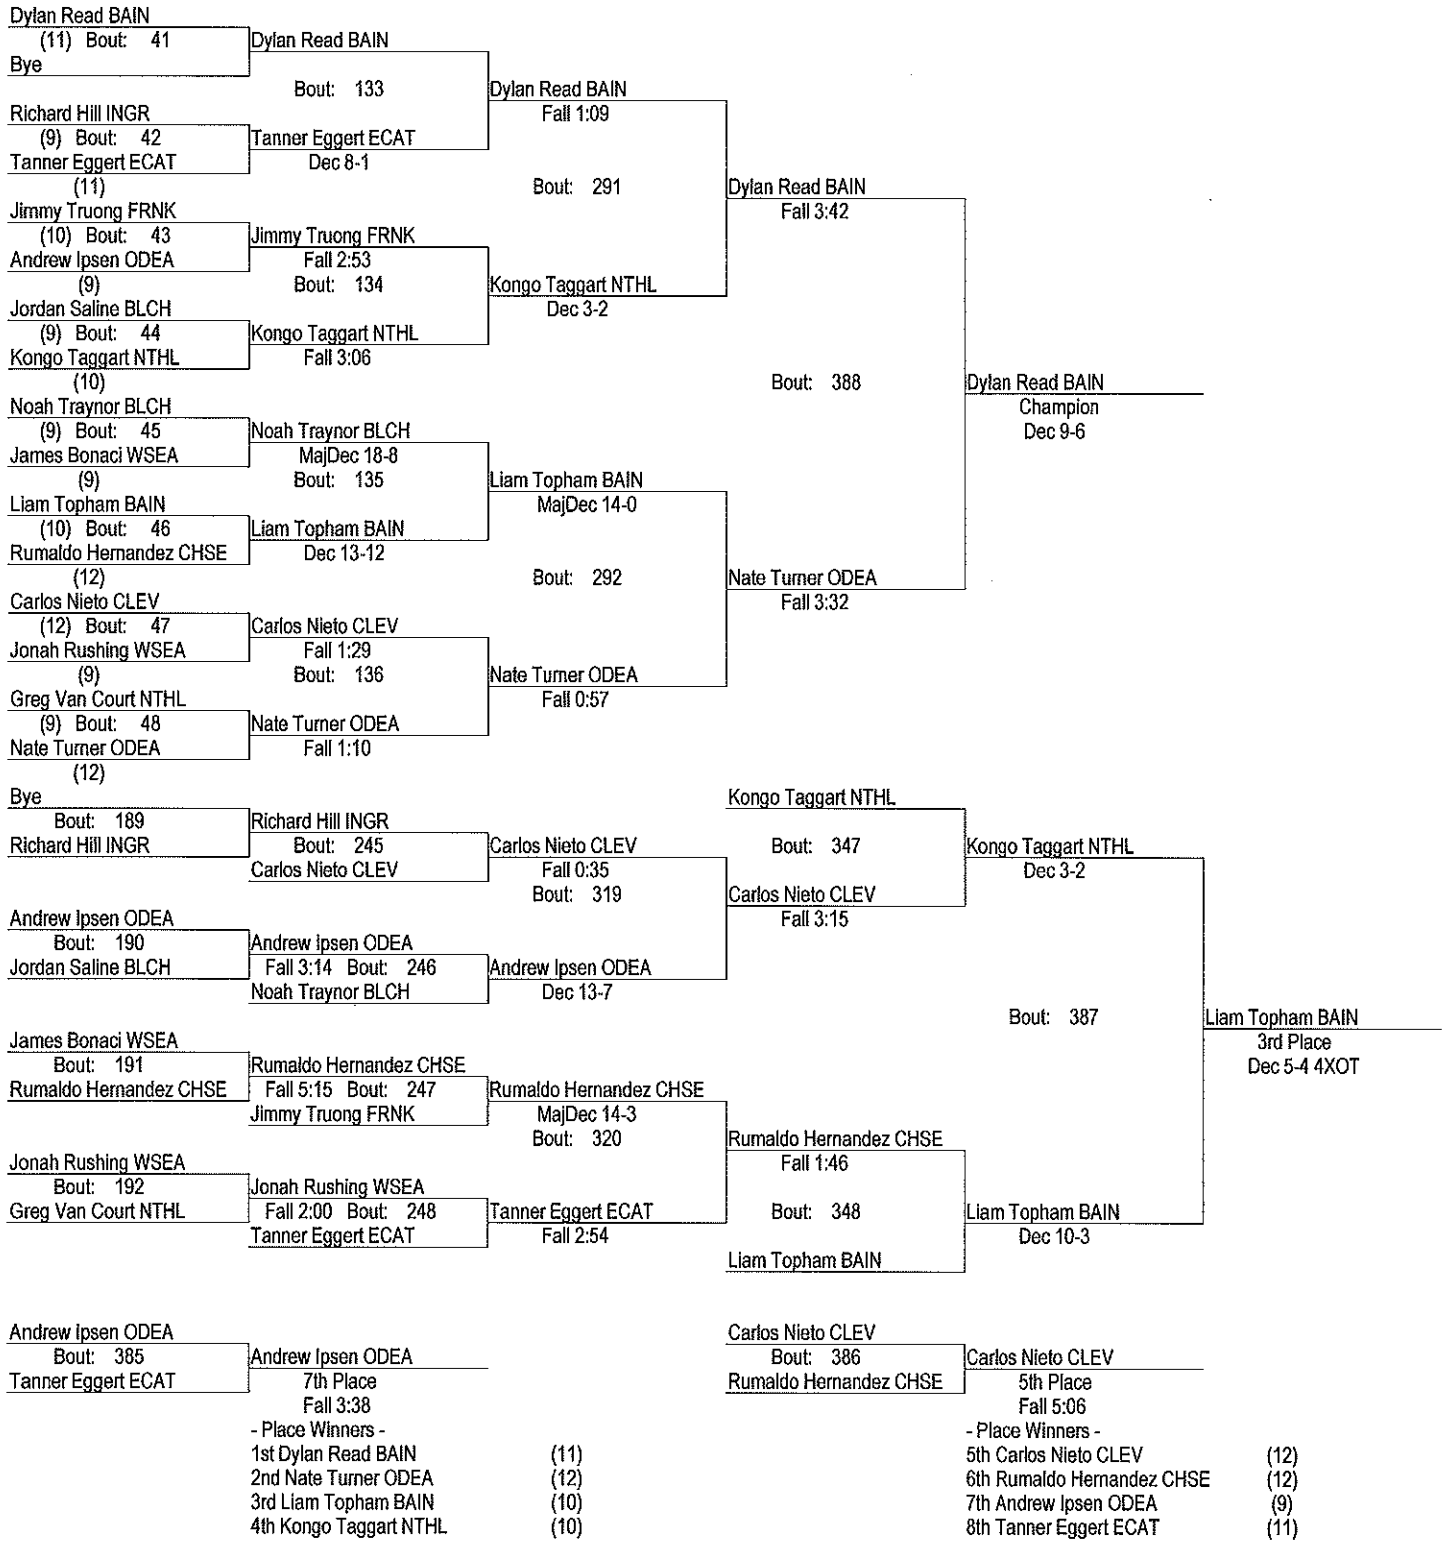 Dylan Read BAIN
(11) Bout: 41
Bye
Dylan Read BAIN
Bout: 133
Richard Hill INGR
(9) Bout: 42
Tanner Eggert ECAT
(11)
Tanner Eggert ECAT
Dec 8-1
Dylan Read BAIN
Fall 1:09
Bout: 291
Jimmy Truong FRNK
(10) Bout: 43
Andrew Ipsen ODEA
(9)
Jimmy Truong FRNK
Fall 2:53
Bout: 134
Jordan Saline BLCH
(9) Bout: 44
Kongo Taggart NTHL
(10)
Kongo Taggart NTHL
Fall 3:06
Kongo Taggart NTHL
Dec 3-2
Dylan Read BAIN
Fall 3:42
Bout: 388
Noah Traynor BLCH
(9) Bout: 45
James Bonaci WSEA
(9)
Noah Traynor BLCH
MajDec 18-8
Bout: 135
Liam Topham BAIN
(10) Bout: 46
Rumaldo Hernandez CHSE
(12)
Liam Topham BAIN
Dec 13-12
Liam Topham BAIN
MajDec 14-0
Bout: 292
Carlos Nieto CLEV
(12) Bout: 47
Jonah Rushing WSEA
(9)
Carlos Nieto CLEV
Fall 1:29
Bout: 136
Greg Van Court NTHL
(9) Bout: 48
Nate Turner ODEA
(12)
Nate Turner ODEA
Fall 1:10
Nate Turner ODEA
Fall 0:57
Nate Turner ODEA
Fall 3:32
Dylan Read BAIN
Champion
Dec 9-6
Bye
Bout: 189
Richard Hill INGR
Richard Hill INGR
Bout: 245
Carlos Nieto CLEV
Carlos Nieto CLEV
Fall 0:35
Bout: 319
Andrew Ipsen ODEA
Bout: 190
Jordan Saline BLCH
Andrew Ipsen ODEA
Fall 3:14 Bout: 246
Noah Traynor BLCH
Andrew Ipsen ODEA
Dec 13-7
Kongo Taggart NTHL
Bout: 347
Carlos Nieto CLEV
Fall 3:15
Kongo Taggart NTHL
Dec 3-2
Bout: 387
James Bonaci WSEA
Bout: 191
Rumaldo Hernandez CHSE
Rumaldo Hernandez CHSE
Fall 5:15 Bout: 247
Jimmy Truong FRNK
Rumaldo Hernandez CHSE
MajDec 14-3
Bout: 320
Jonah Rushing WSEA
Bout: 192
Greg Van Court NTHL
Jonah Rushing WSEA
Fall 2:00 Bout: 248
Tanner Eggert ECAT
Tanner Eggert ECAT
Fall 2:54
Rumaldo Hernandez CHSE
Fall 1:46
Bout: 348
Liam Topham BAIN
Liam Topham BAIN
Dec 10-3
Liam Topham BAIN
3rd Place
Dec 5-4 4XOT
Andrew Ipsen ODEA
Bout: 385
Tanner Eggert ECAT
Andrew Ipsen ODEA
7th Place
Fall 3:38
Carlos Nieto CLEV
Bout: 386
Rumaldo Hernandez CHSE
Carlos Nieto CLEV
5th Place
Fall 5:06
- Place Winners -
1st Dylan Read BAIN (11)
2nd Nate Turner ODEA (12)
3rd Liam Topham BAIN (10)
4th Kongo Taggart NTHL (10)
- Place Winners -
5th Carlos Nieto CLEV (12)
6th Rumaldo Hernandez CHSE (12)
7th Andrew Ipsen ODEA (9)
8th Tanner Eggert ECAT (11)